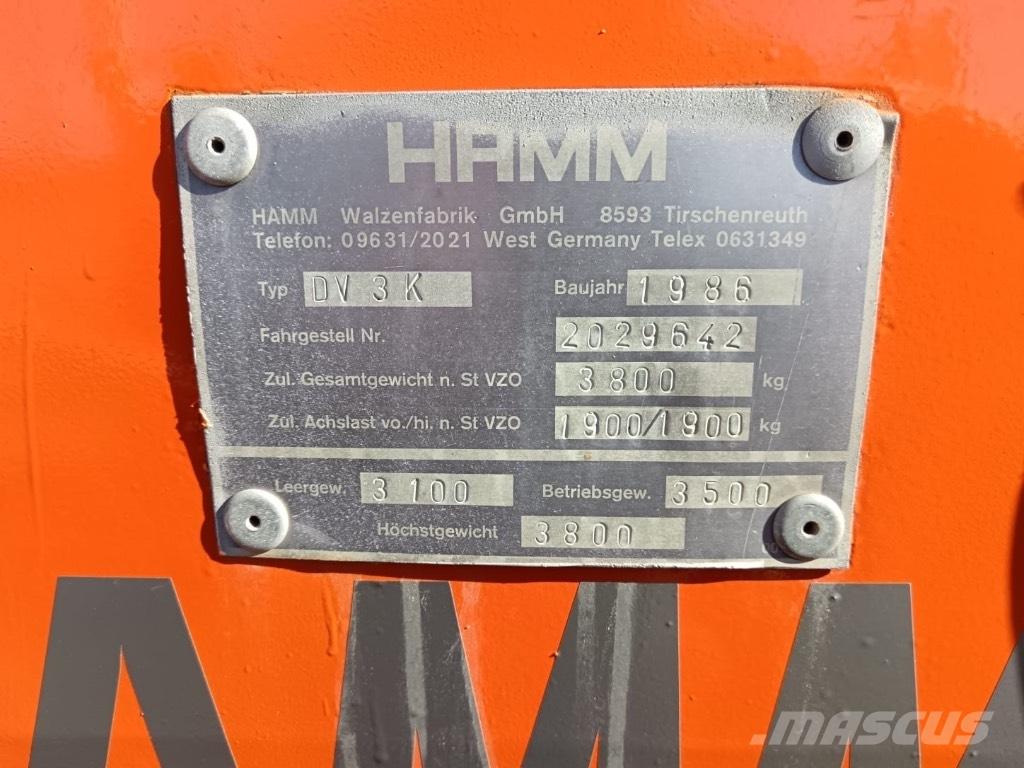 HAMM
HAMM Walzenfabrik GmbH 8593 Tirschenreuth
Telefon: 09631/2021 West Germany Telex 0631349
Typ DV 3 K Baujahr 1986
Fahrgestell Nr. 2029642
Zul. Gesamtgewicht n. St VZO 3800 kg
Zul. Achslast vo./hi. n. St VZO 1900/1900 kg
Leergew. 3100 Betriebsgew. 3500
Höchstgewicht 3800
AMM
MASCUS